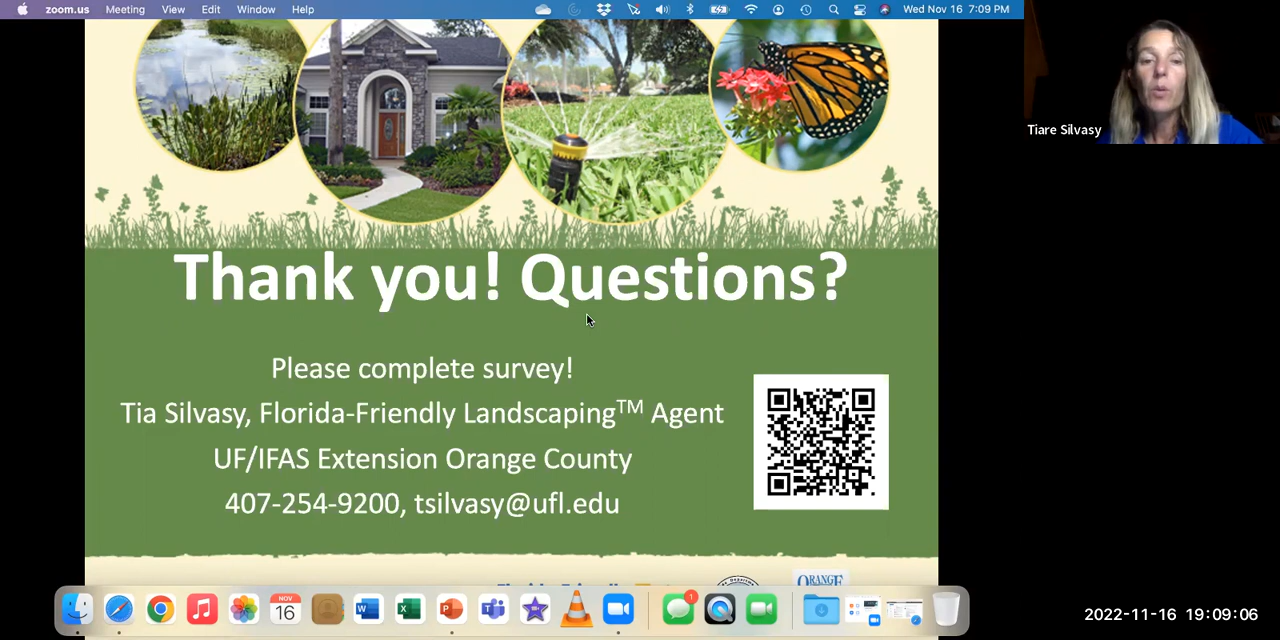 zoom.us Meeting View Edit Window Help Wed Nov 16 7:09 PM
Tiare Silvasy
Thank you! Questions?
Please complete survey!
Tia Silvasy, Florida-Friendly Landscaping™ Agent
UF/IFAS Extension Orange County
407-254-9200, tsilvasy@ufl.edu
ORANGE
NOV
16
1
2022-11-16 19:09:06